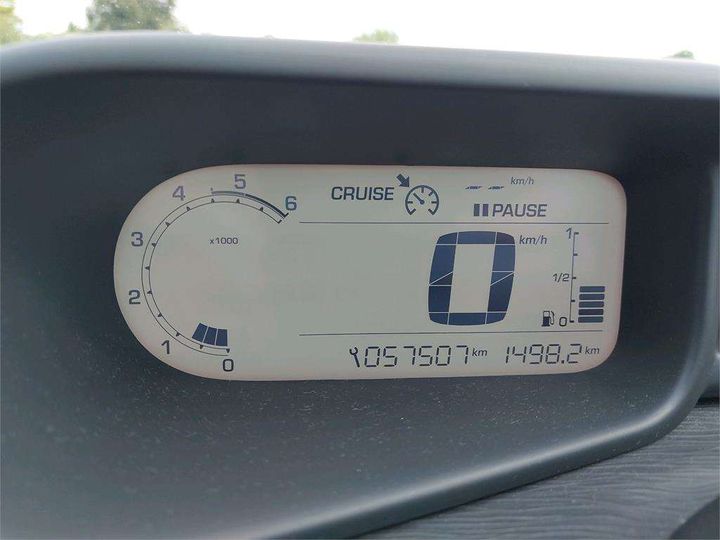 CRUISE -- -- km/h
II PAUSE
0 km/h
x1000
0 1 2 3 4 5 6
1
1/2
0
057507 km 1498.2 km